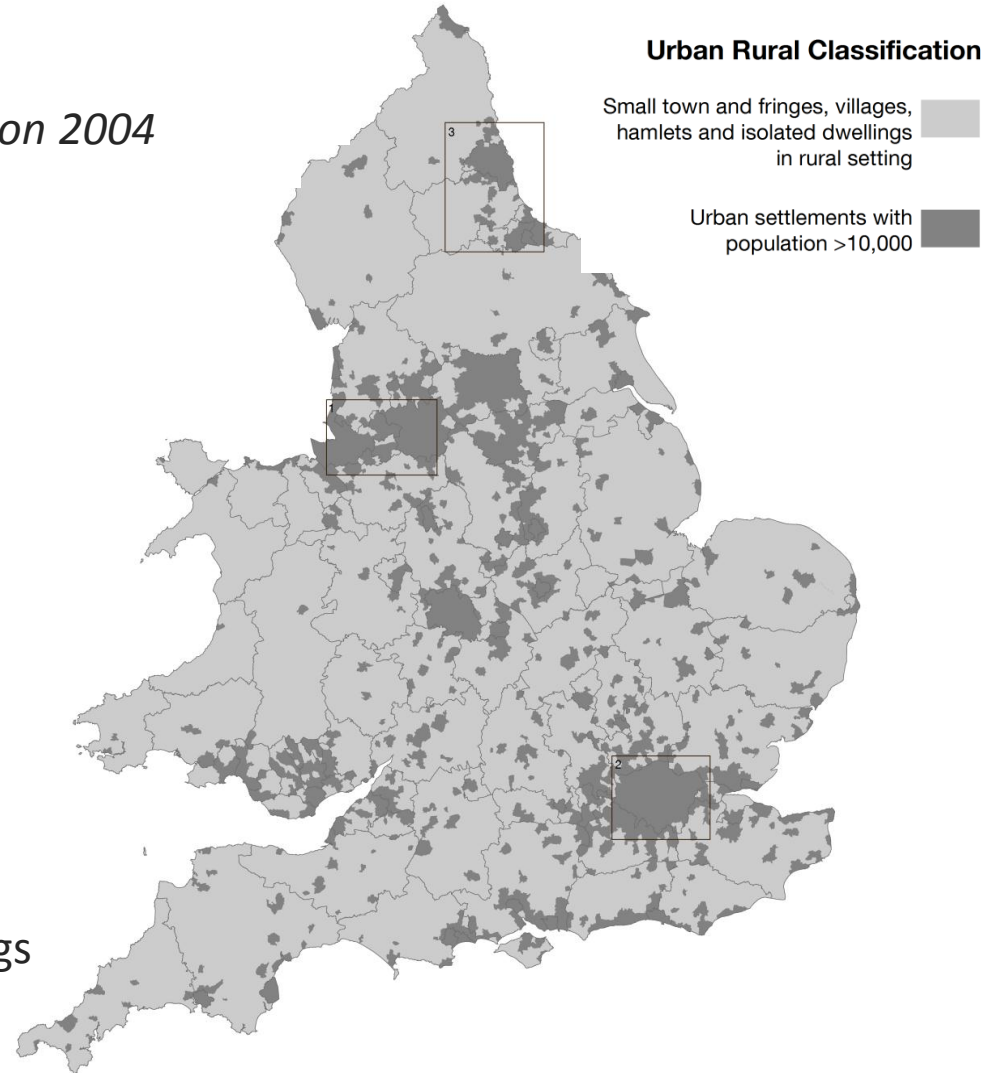 on 2004
Urban Rural Classification
Small town and fringes, villages,
hamlets and isolated dwellings
in rural setting
Urban settlements with
population >10,000
3
1
2
gs